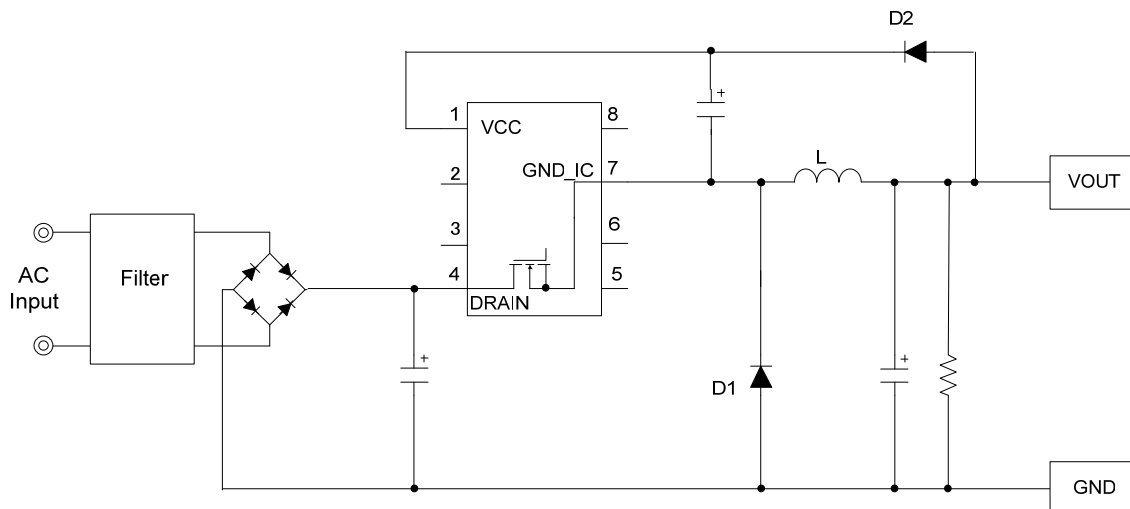 D2
+
1
VCC
8
2
GND_IC
7
L
VOUT
3
6
AC
Input
Filter
4
DRAIN
5
+
D1
+
GND